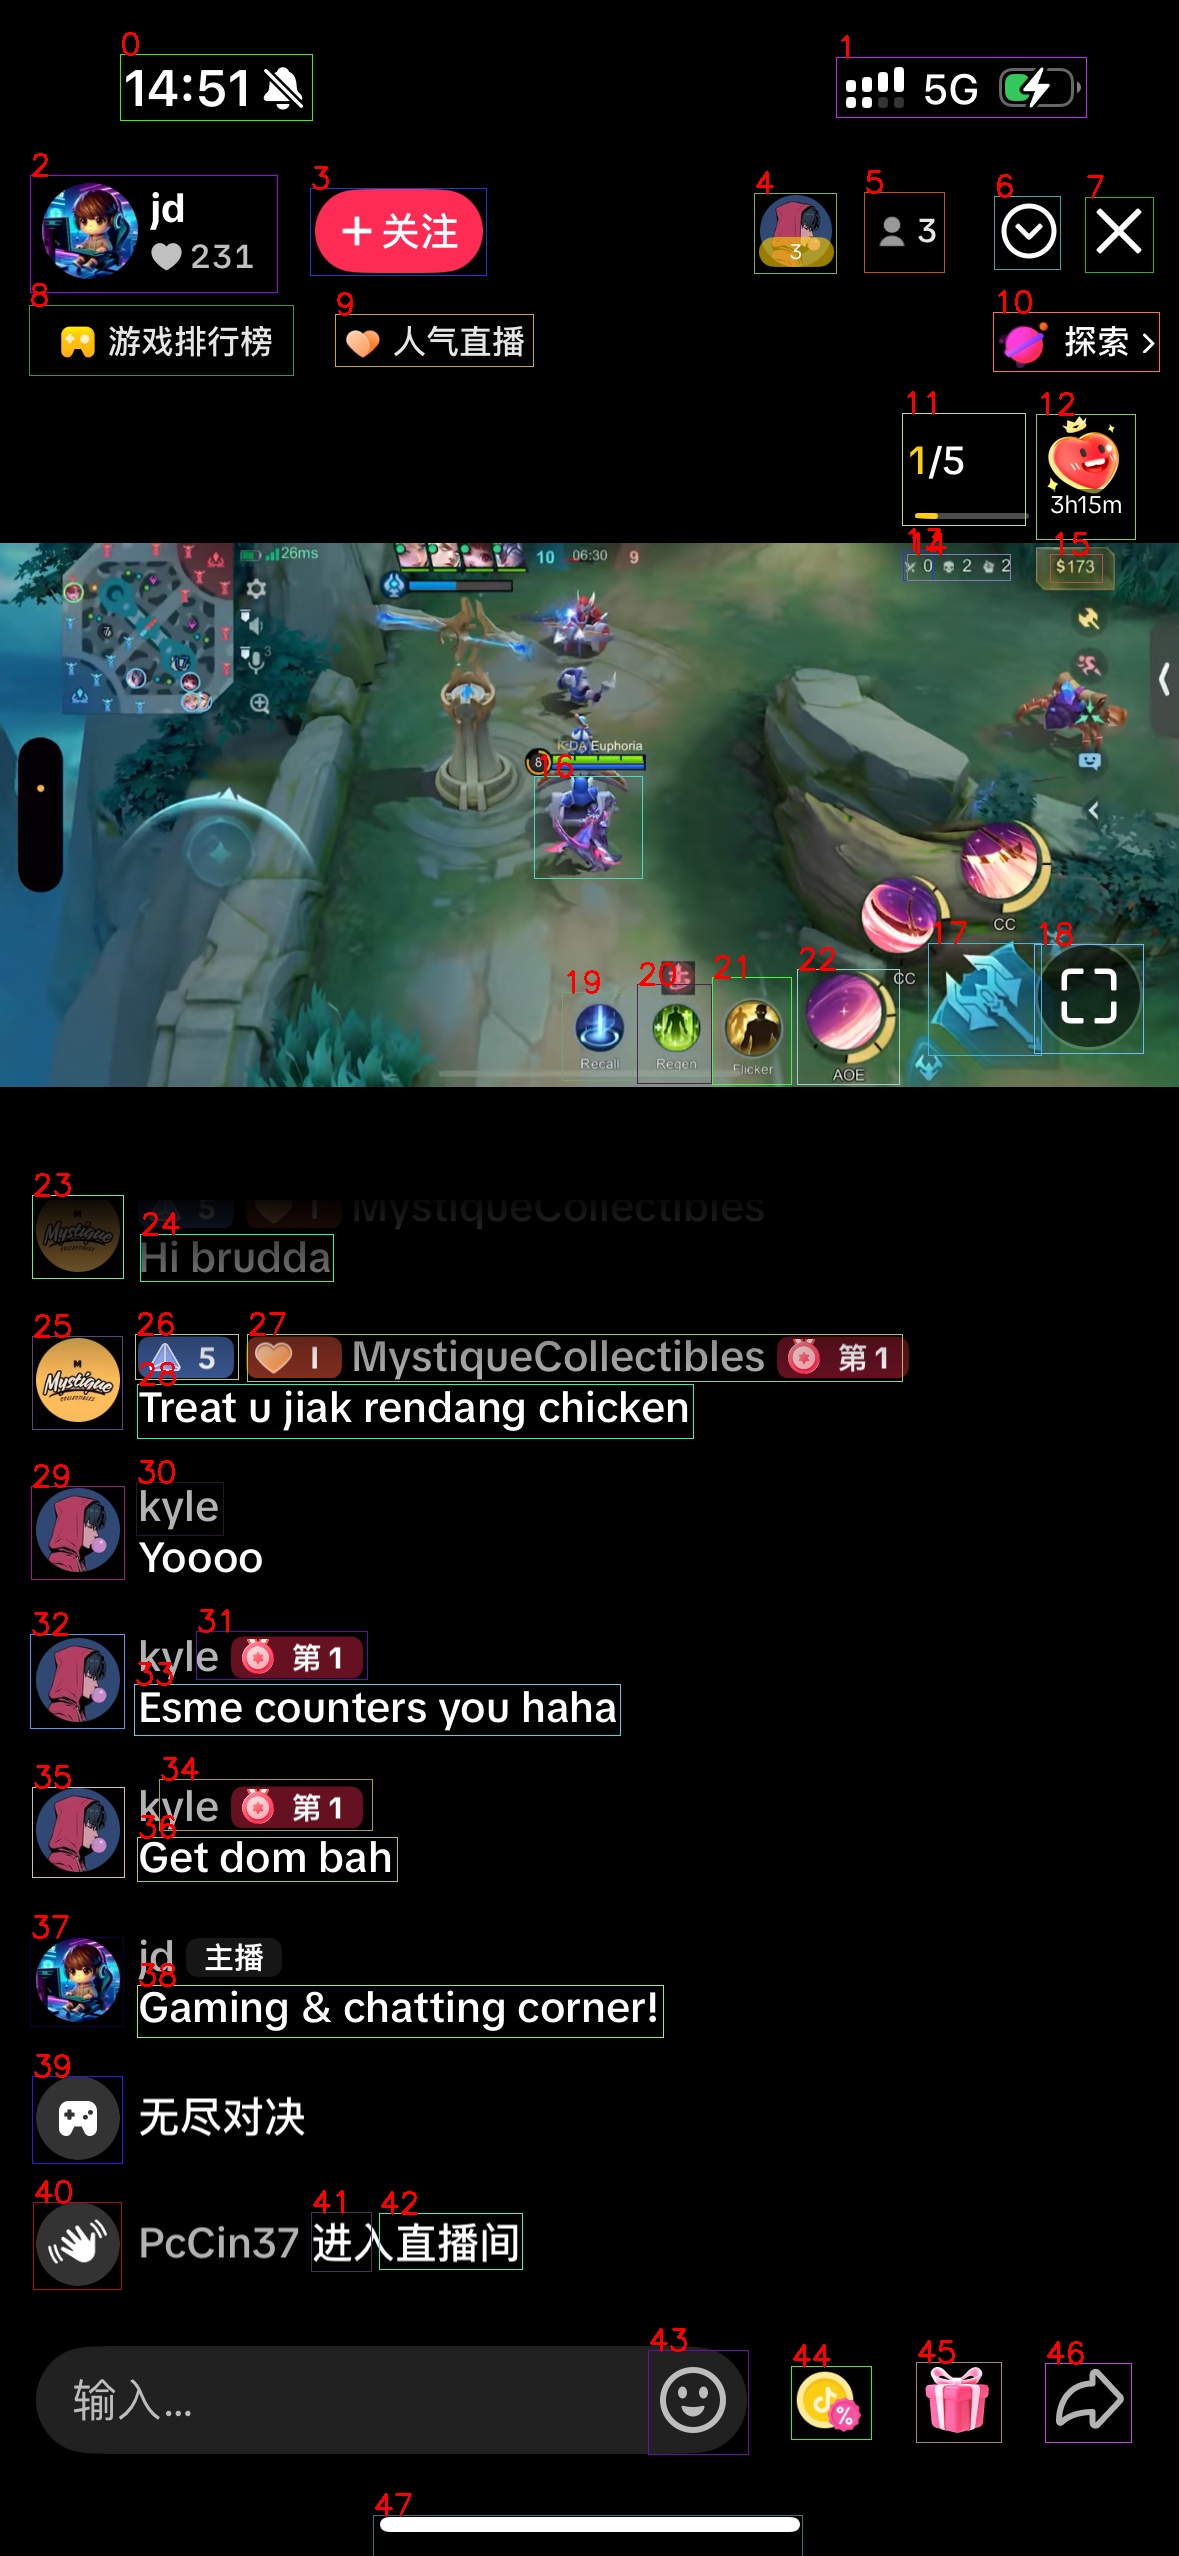 14:51 5G
jd
231
+ 关注
3
3
游戏排行榜
人气直播
探索
1/5
3h15m
26ms 10 06:30 9
0 2 2
$173
3
K.DA Euphoria
8
CC
CC
Recall
Regen
Flicker
AOE
5 I MystiqueCollectibles
Mystique
Hi brudda
5 I MystiqueCollectibles 第 1
M
Mystique
COLLECTIBLES
Treat u jiak rendang chicken
kyle
Yoooo
kyle 第 1
Esme counters you haha
kyle 第 1
Get dom bah
jd 主播
Gaming & chatting corner!
无尽对决
PcCin37 进入直播间
输入...
%
0
1
2
3
4
5
6
7
8
9
10
11
12
14
15
16
17
18
19
20
21
22
23
24
25
26
27
28
29
30
31
32
33
34
35
36
37
38
39
40
41
42
43
44
45
46
47